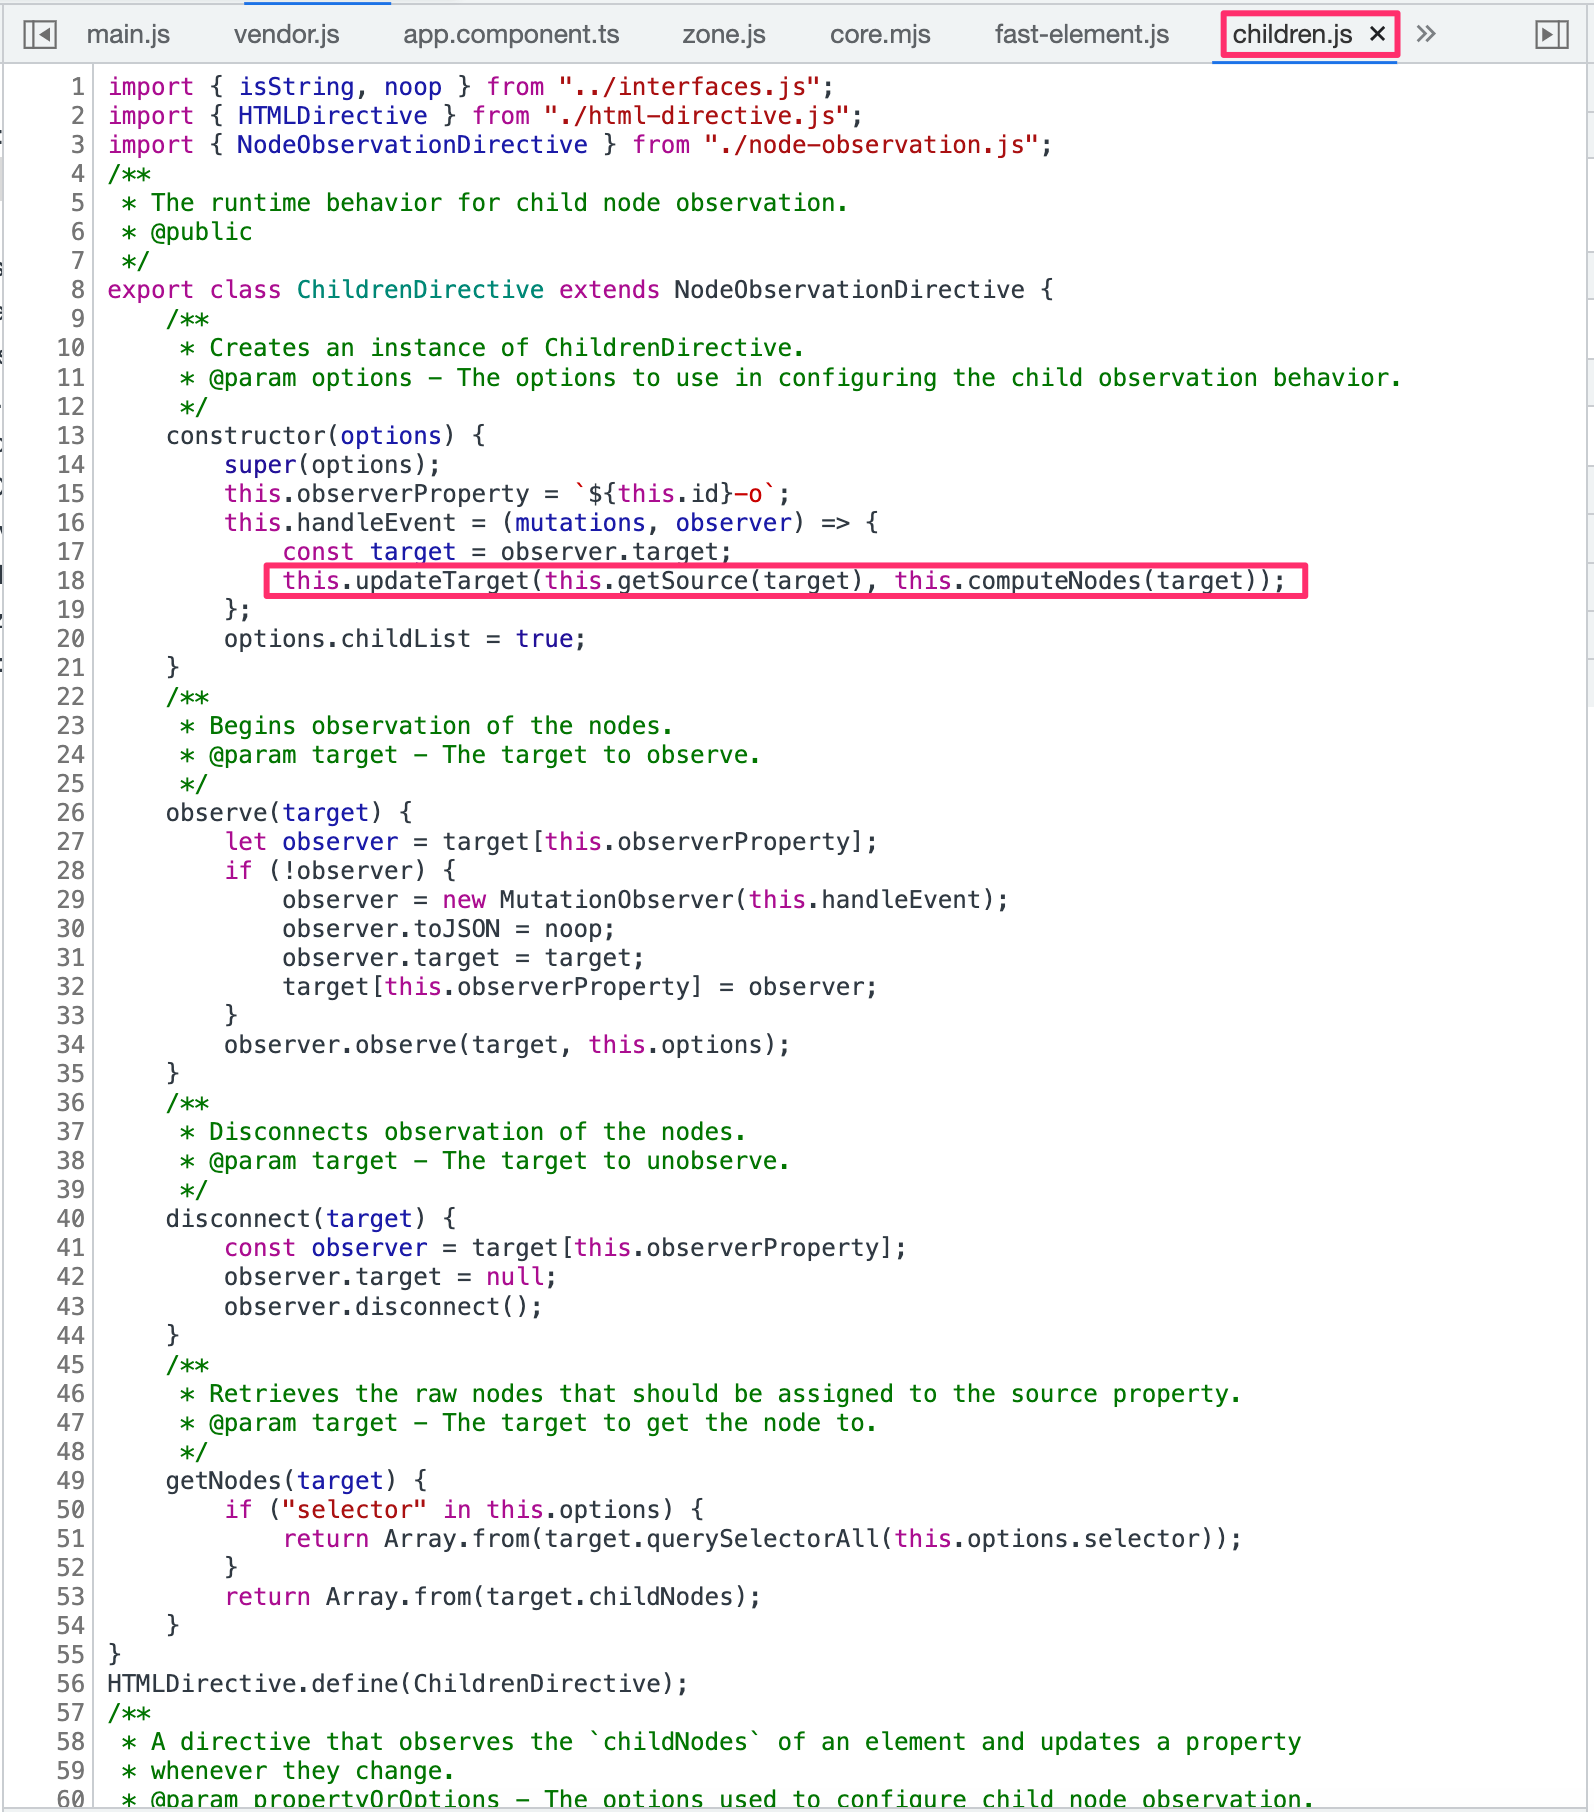 main.js vendor.js app.component.ts zone.js core.mjs fast-element.js children.js × »
1 import { isString, noop } from "../interfaces.js";
2 import { HTMLDirective } from "./html-directive.js";
3 import { NodeObservationDirective } from "./node-observation.js";
4 /**
5  * The runtime behavior for child node observation.
6  * @public
7  */
8 export class ChildrenDirective extends NodeObservationDirective {
9     /**
10      * Creates an instance of ChildrenDirective.
11      * @param options – The options to use in configuring the child observation behavior.
12      */
13     constructor(options) {
14         super(options);
15         this.observerProperty = `${this.id}-o`;
16         this.handleEvent = (mutations, observer) => {
17             const target = observer.target;
18             this.updateTarget(this.getSource(target), this.computeNodes(target));
19         };
20         options.childList = true;
21     }
22     /**
23      * Begins observation of the nodes.
24      * @param target – The target to observe.
25      */
26     observe(target) {
27         let observer = target[this.observerProperty];
28         if (!observer) {
29             observer = new MutationObserver(this.handleEvent);
30             observer.toJSON = noop;
31             observer.target = target;
32             target[this.observerProperty] = observer;
33         }
34         observer.observe(target, this.options);
35     }
36     /**
37      * Disconnects observation of the nodes.
38      * @param target – The target to unobserve.
39      */
40     disconnect(target) {
41         const observer = target[this.observerProperty];
42         observer.target = null;
43         observer.disconnect();
44     }
45     /**
46      * Retrieves the raw nodes that should be assigned to the source property.
47      * @param target – The target to get the node to.
48      */
49     getNodes(target) {
50         if ("selector" in this.options) {
51             return Array.from(target.querySelectorAll(this.options.selector));
52         }
53         return Array.from(target.childNodes);
54     }
55 }
56 HTMLDirective.define(ChildrenDirective);
57 /**
58  * A directive that observes the `childNodes` of an element and updates a property
59  * whenever they change.
60  * @param propertyOrOptions – The options used to configure child node observation.